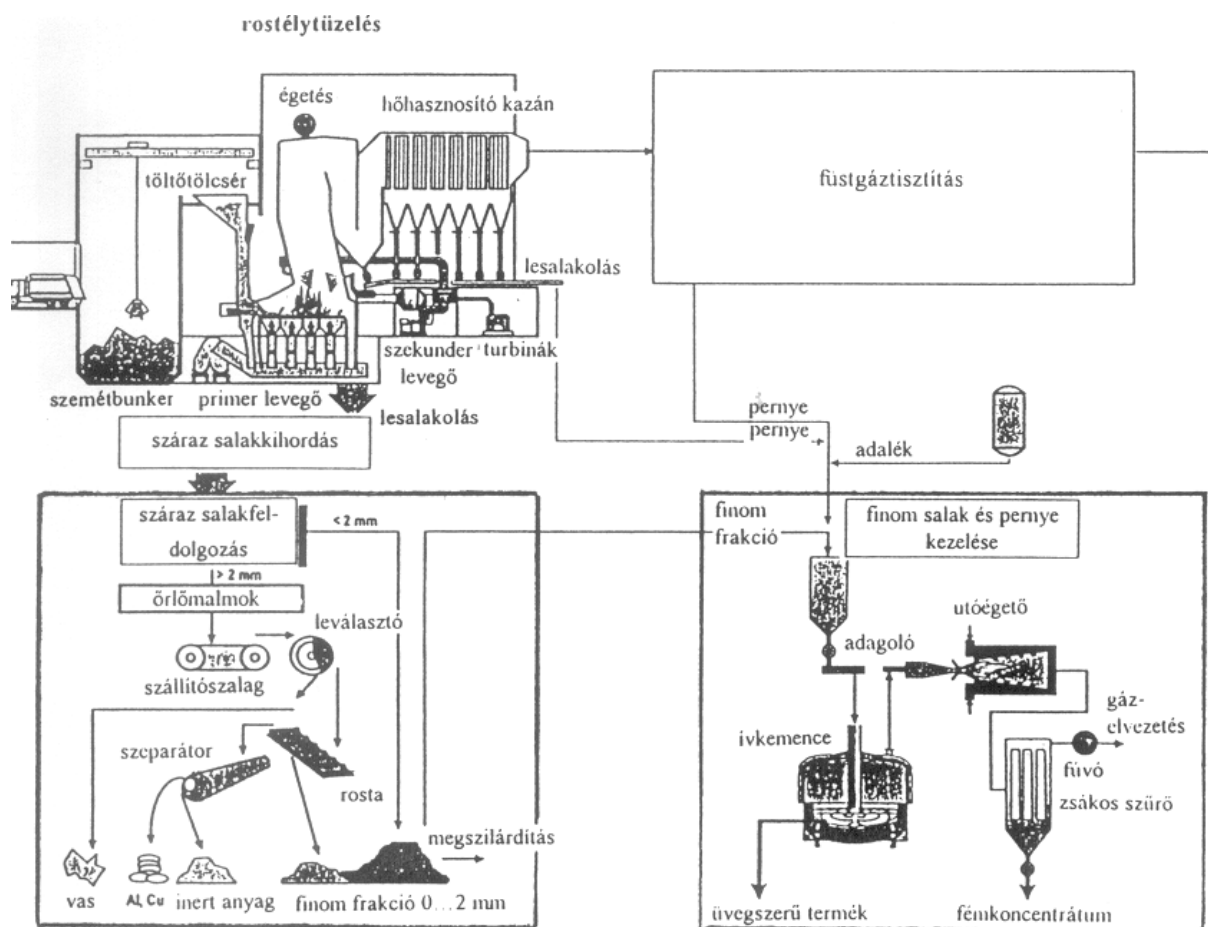 rostélytüzelés
égetés
hőhasznosító kazán
töltőtölcsér
füstgáztisztítás
lesalakolás
szekunder
levegő
turbinák
szemétbunker
primer levegő
lesalakolás
pernye
pernye
adalék
száraz salakkihordás
száraz salakfel-
dolgozás
< 2 mm
> 2 mm
őrlőmalmok
leválasztó
szállítószalag
szeparátor
rosta
megszilárdítás
vas
Al, Cu
inert anyag
finom frakció 0...2 mm
finom
frakció
finom salak és pernye
kezelése
utóégető
adagoló
ívkemence
gáz-
elvezetés
fúvó
zsákos szűrő
üvegszerű termék
fémkoncentrátum